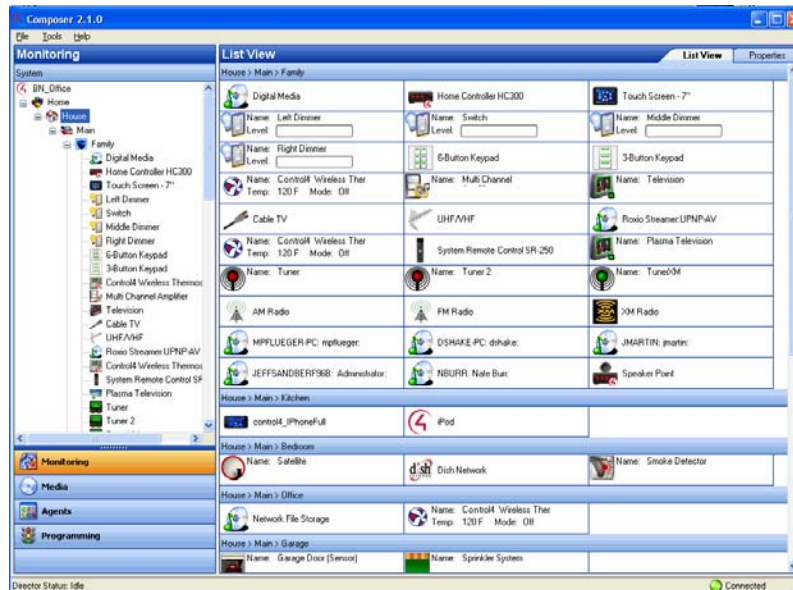 Composer 2.1.0
File Tools Help
Monitoring
System
BN_Office
Home
House
Main
Family
Digital Media
Home Controller HC300
Touch Screen - 7"
Left Dimmer
Switch
Middle Dimmer
Right Dimmer
6-Button Keypad
3-Button Keypad
Control4 Wireless Thermos
Multi Channel Amplifier
Television
Cable TV
UHF/VHF
Roxio Streamer:UPNP-AV
Control4 Wireless Thermos
System Remote Control SR
Plasma Television
Tuner
Tuner 2
Monitoring
Media
Agents
Programming
List View
List View Properties
House > Main > Family
Digital Media Home Controller HC300 Touch Screen - 7"
Name: Left Dimmer Name: Switch Name: Middle Dimmer
Level: Level: Level:
Name: Right Dimmer
Level: 6-Button Keypad 3-Button Keypad
Name: Control4 Wireless Ther Name: Multi Channel Name: Television
Temp: 120 F Mode: Off
Cable TV UHF/VHF Roxio Streamer:UPNP-AV
Name: Control4 Wireless Ther System Remote Control SR-250 Name: Plasma Television
Temp: 120 F Mode: Off
Name: Tuner Name: Tuner 2 Name: TunerXM
AM Radio FM Radio XM Radio
MPFLUEGER-PC: mpflueger: DSHAKE-PC: dshake: JMARTIN: jmartin:
JEFFSANDBERF968: Administrator: NBURR: Nate Burr: Speaker Point
House > Main > Kitchen
control4_IPhoneFull iPod
House > Main > Bedroom
Name: Satellite dish Dish Network Name: Smoke Detector
House > Main > Office
Network File Storage Name: Control4 Wireless Ther
Temp: 120 F Mode: Off
House > Main > Garage
Name: Garage Door (Sensor) Name: Sprinkler System
Director Status: Idle Connected